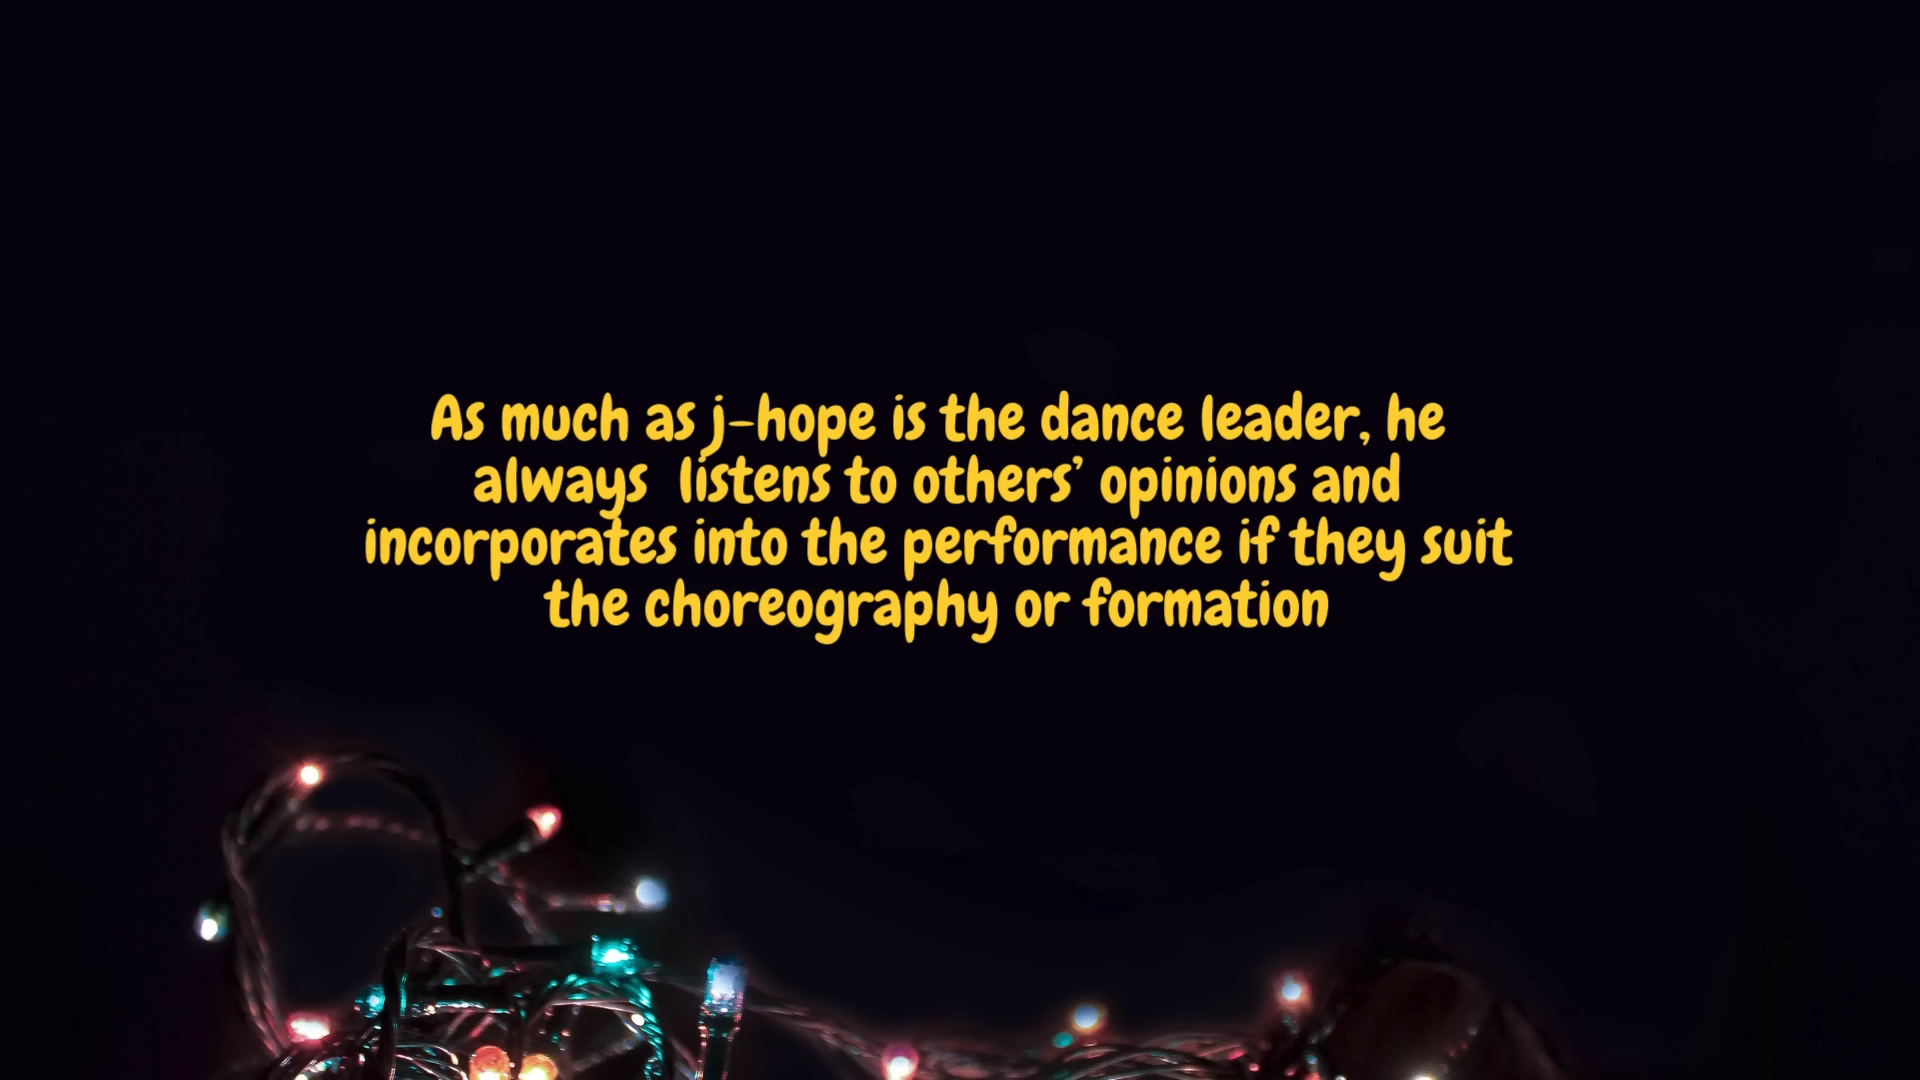 As much as j-hope is the dance leader, he
always  listens to others’ opinions and
incorporates into the performance if they suit
the choreography or formation